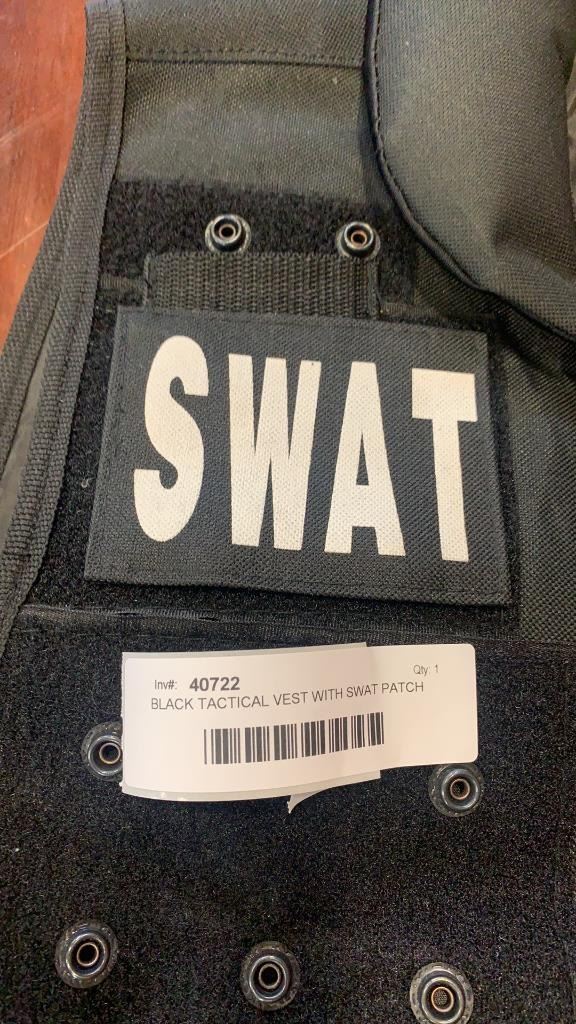 SWAT
Inv#: 40722 Qty: 1
BLACK TACTICAL VEST WITH SWAT PATCH